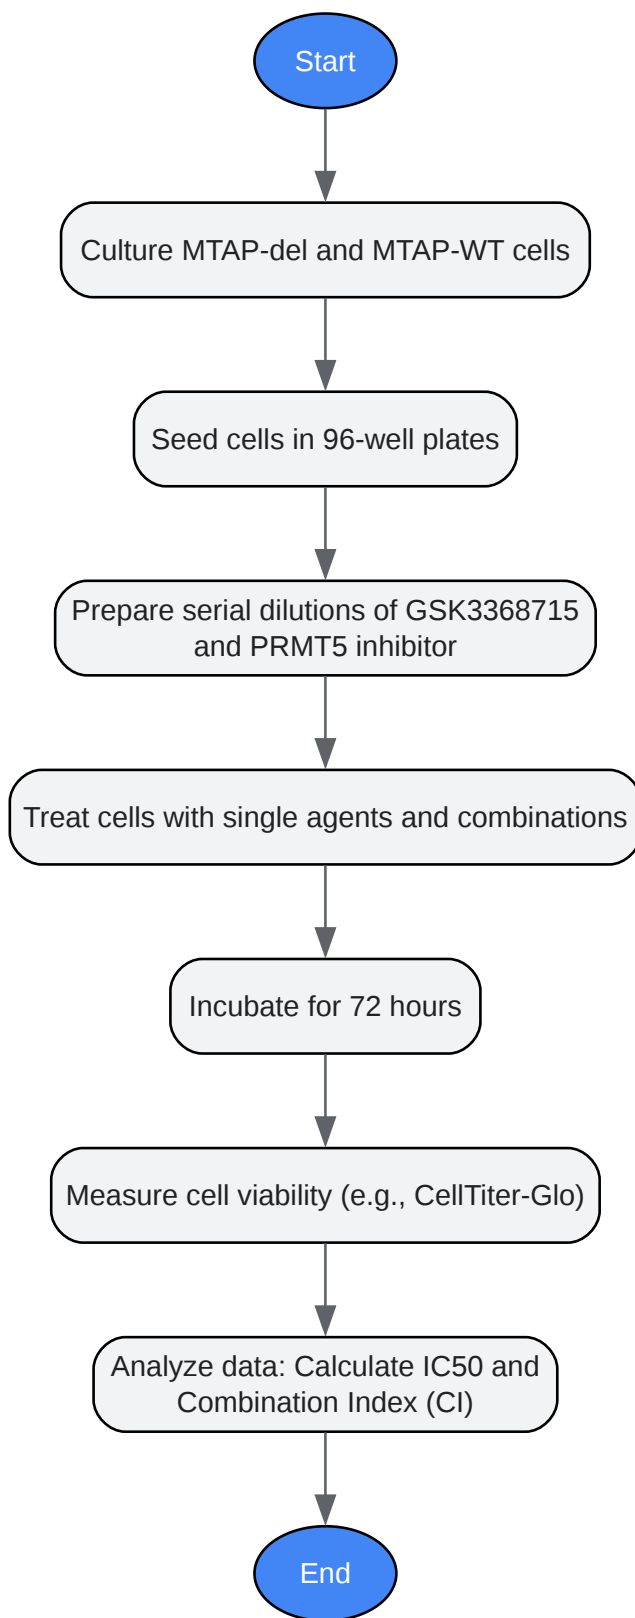 Start
Culture MTAP-del and MTAP-WT cells
Seed cells in 96-well plates
Prepare serial dilutions of GSK3368715
and PRMT5 inhibitor
Treat cells with single agents and combinations
Incubate for 72 hours
Measure cell viability (e.g., CellTiter-Glo)
Analyze data: Calculate IC50 and
Combination Index (CI)
End